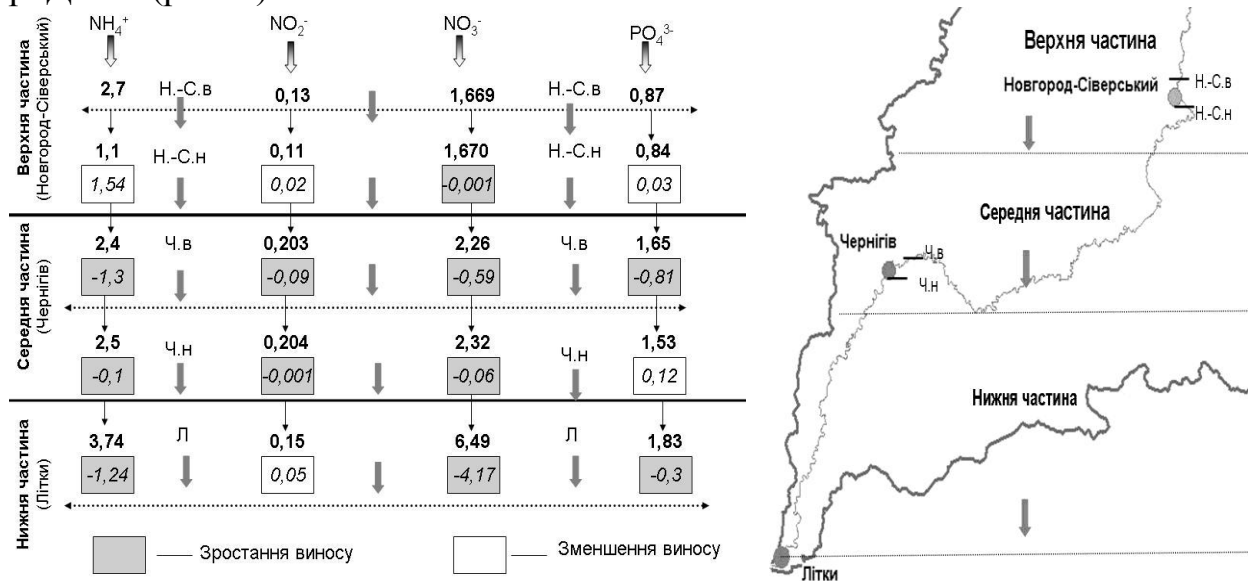 NH₄⁺ NO₂⁻ NO₃⁻ PO₄³⁻
Верхня частина
(Новгород-Сіверський)
2,7 Н.-С.в 0,13 1,669 Н.-С.в 0,87
1,1 Н.-С.н 0,11 1,670 Н.-С.н 0,84
1,54 0,02 -0,001 0,03
Середня частина
(Чернігів)
2,4 Ч.в 0,203 2,26 Ч.в 1,65
-1,3 -0,09 -0,59 -0,81
2,5 Ч.н 0,204 2,32 Ч.н 1,53
-0,1 -0,001 -0,06 0,12
Нижня частина
(Літки)
3,74 Л 0,15 6,49 Л 1,83
-1,24 0,05 -4,17 -0,3
Зростання виносу Зменшення виносу
Верхня частина
Новгород-Сіверський Н.-С.в
Н.-С.н
Середня частина
Чернігів Ч.в
Ч.н
Нижня частина
Літки